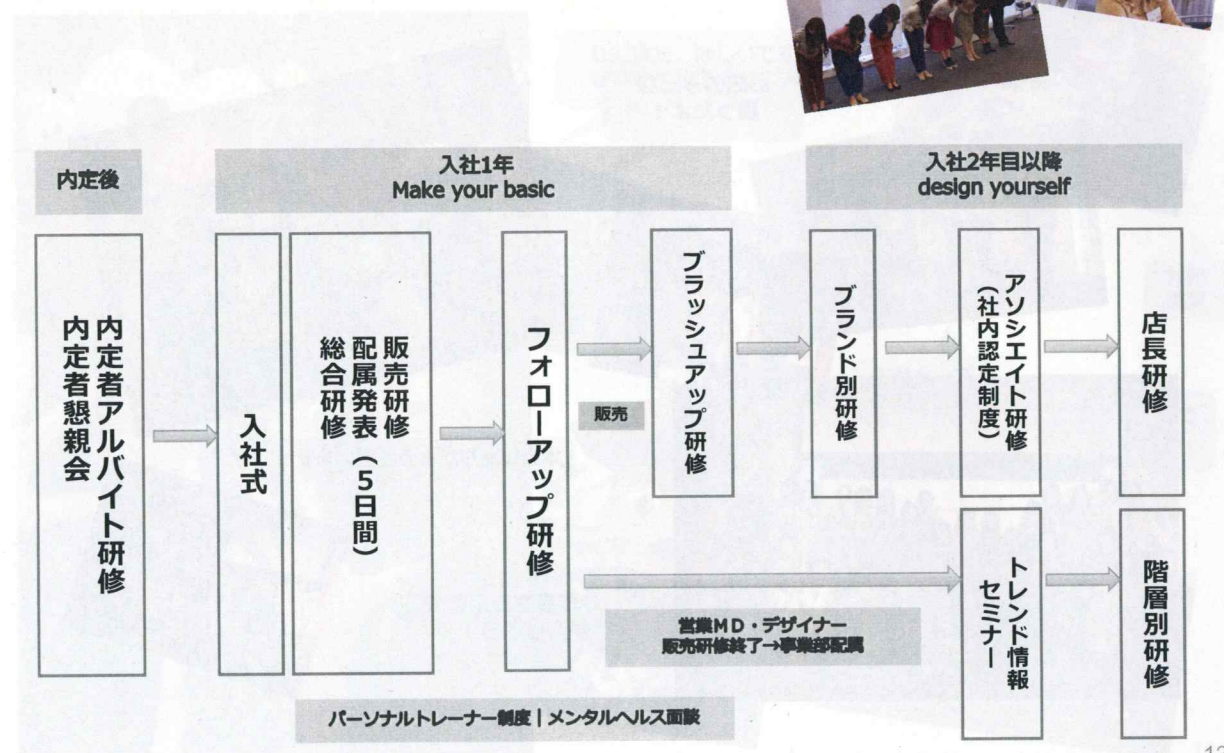 内定後
入社1年
Make your basic
入社2年目以降
design yourself
内定者アルバイト研修
内定者懇親会
入社式
販売研修
配属発表（5日間）
総合研修
フォローアップ研修
販売
ブラッシュアップ研修
ブランド別研修
アソシエイト研修
（社内認定制度）
店長研修
営業MD・デザイナー
販売研修終了→事業部配属
トレンド情報
セミナー
階層別研修
パーソナルトレーナー制度｜メンタルヘルス面談